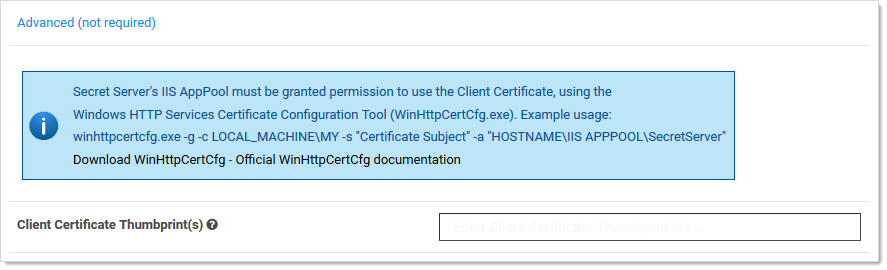 Advanced (not required)
Secret Server's IIS AppPool must be granted permission to use the Client Certificate, using the
Windows HTTP Services Certificate Configuration Tool (WinHttpCertCfg.exe). Example usage:
winhttpcertcfg.exe -g -c LOCAL_MACHINE\MY -s "Certificate Subject" -a "HOSTNAME\IIS APPPOOL\SecretServer"
Download WinHttpCertCfg - Official WinHttpCertCfg documentation
Client Certificate Thumbprint(s)
Enter Client Certificate Thumbprint Ids ...